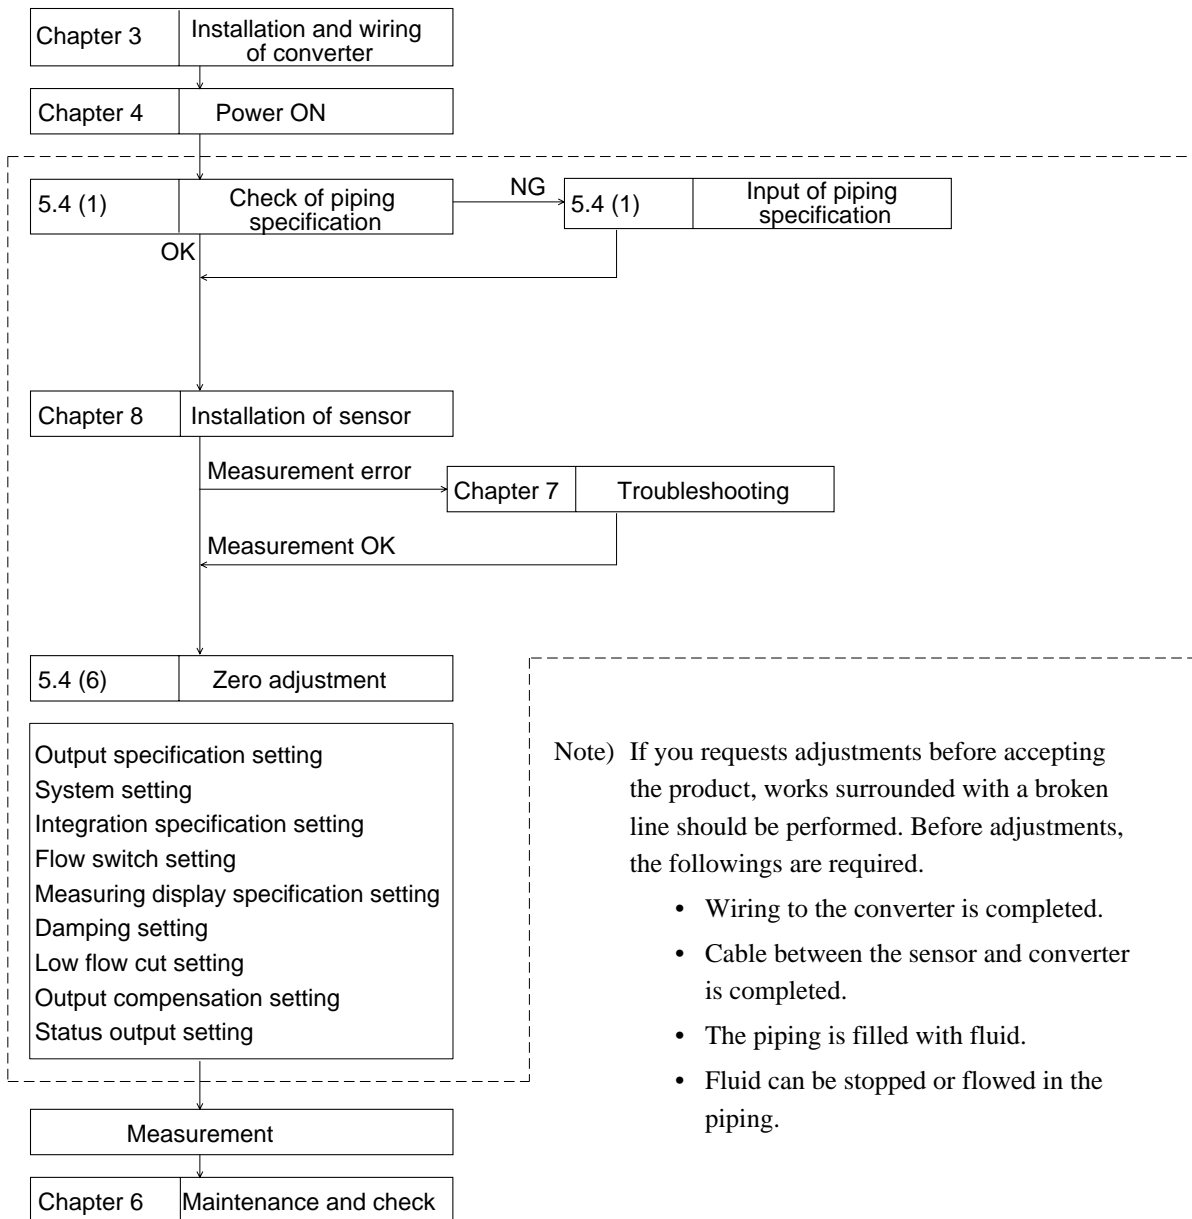 Chapter 3
Installation and wiring
of converter
Chapter 4
Power ON
5.4 (1)
Check of piping
specification
NG
5.4 (1)
Input of piping
specification
OK
Chapter 8
Installation of sensor
Measurement error
Chapter 7
Troubleshooting
Measurement OK
5.4 (6)
Zero adjustment
Output specification setting
System setting
Integration specification setting
Flow switch setting
Measuring display specification setting
Damping setting
Low flow cut setting
Output compensation setting
Status output setting
Note) If you requests adjustments before accepting
the product, works surrounded with a broken
line should be performed. Before adjustments,
the followings are required.
• Wiring to the converter is completed.
• Cable between the sensor and converter
is completed.
• The piping is filled with fluid.
• Fluid can be stopped or flowed in the
piping.
Measurement
Chapter 6
Maintenance and check